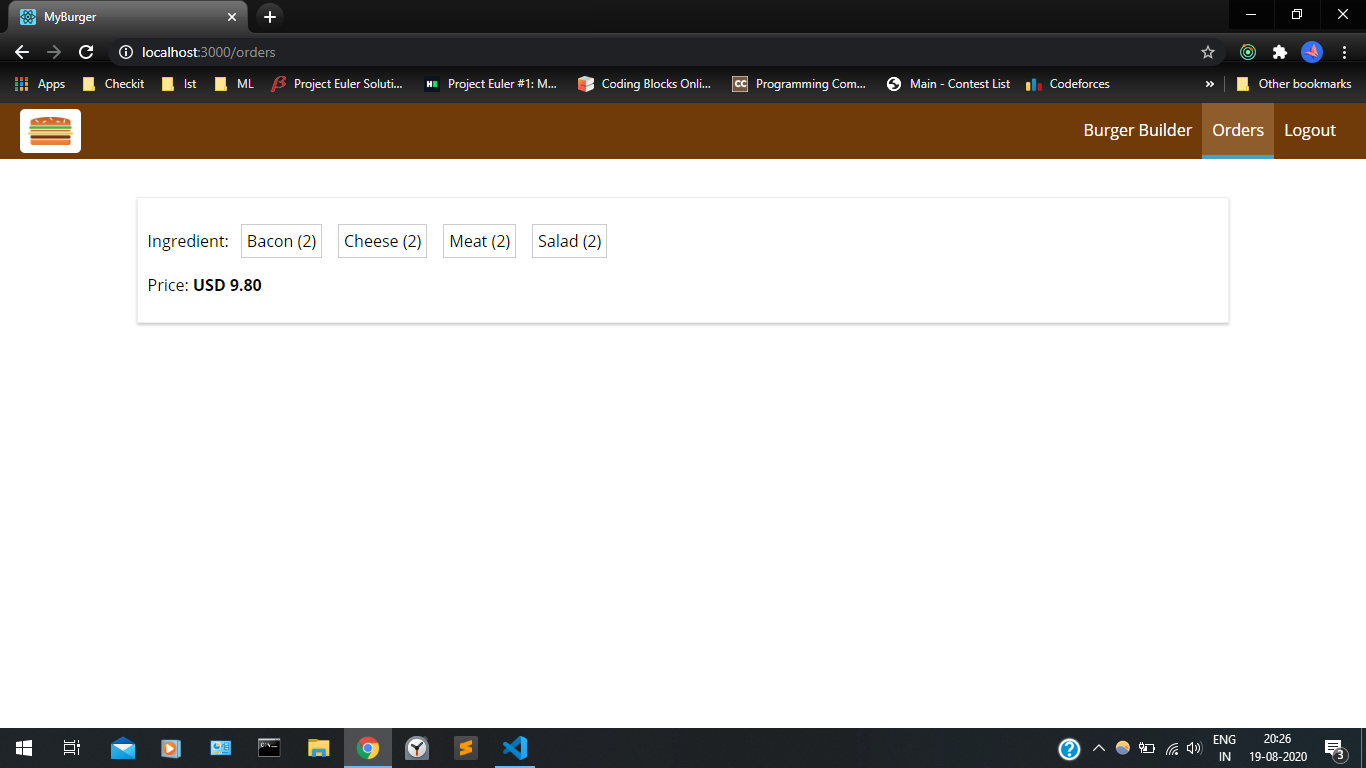 MyBurger
localhost:3000/orders
Apps Checkit Ist ML Project Euler Soluti... Project Euler #1: M... Coding Blocks Onli... CC Programming Com... Main - Contest List Codeforces » Other bookmarks
Burger Builder Orders Logout
Ingredient: Bacon (2) Cheese (2) Meat (2) Salad (2)
Price: USD 9.80
ENG 20:26
IN 19-08-2020 3